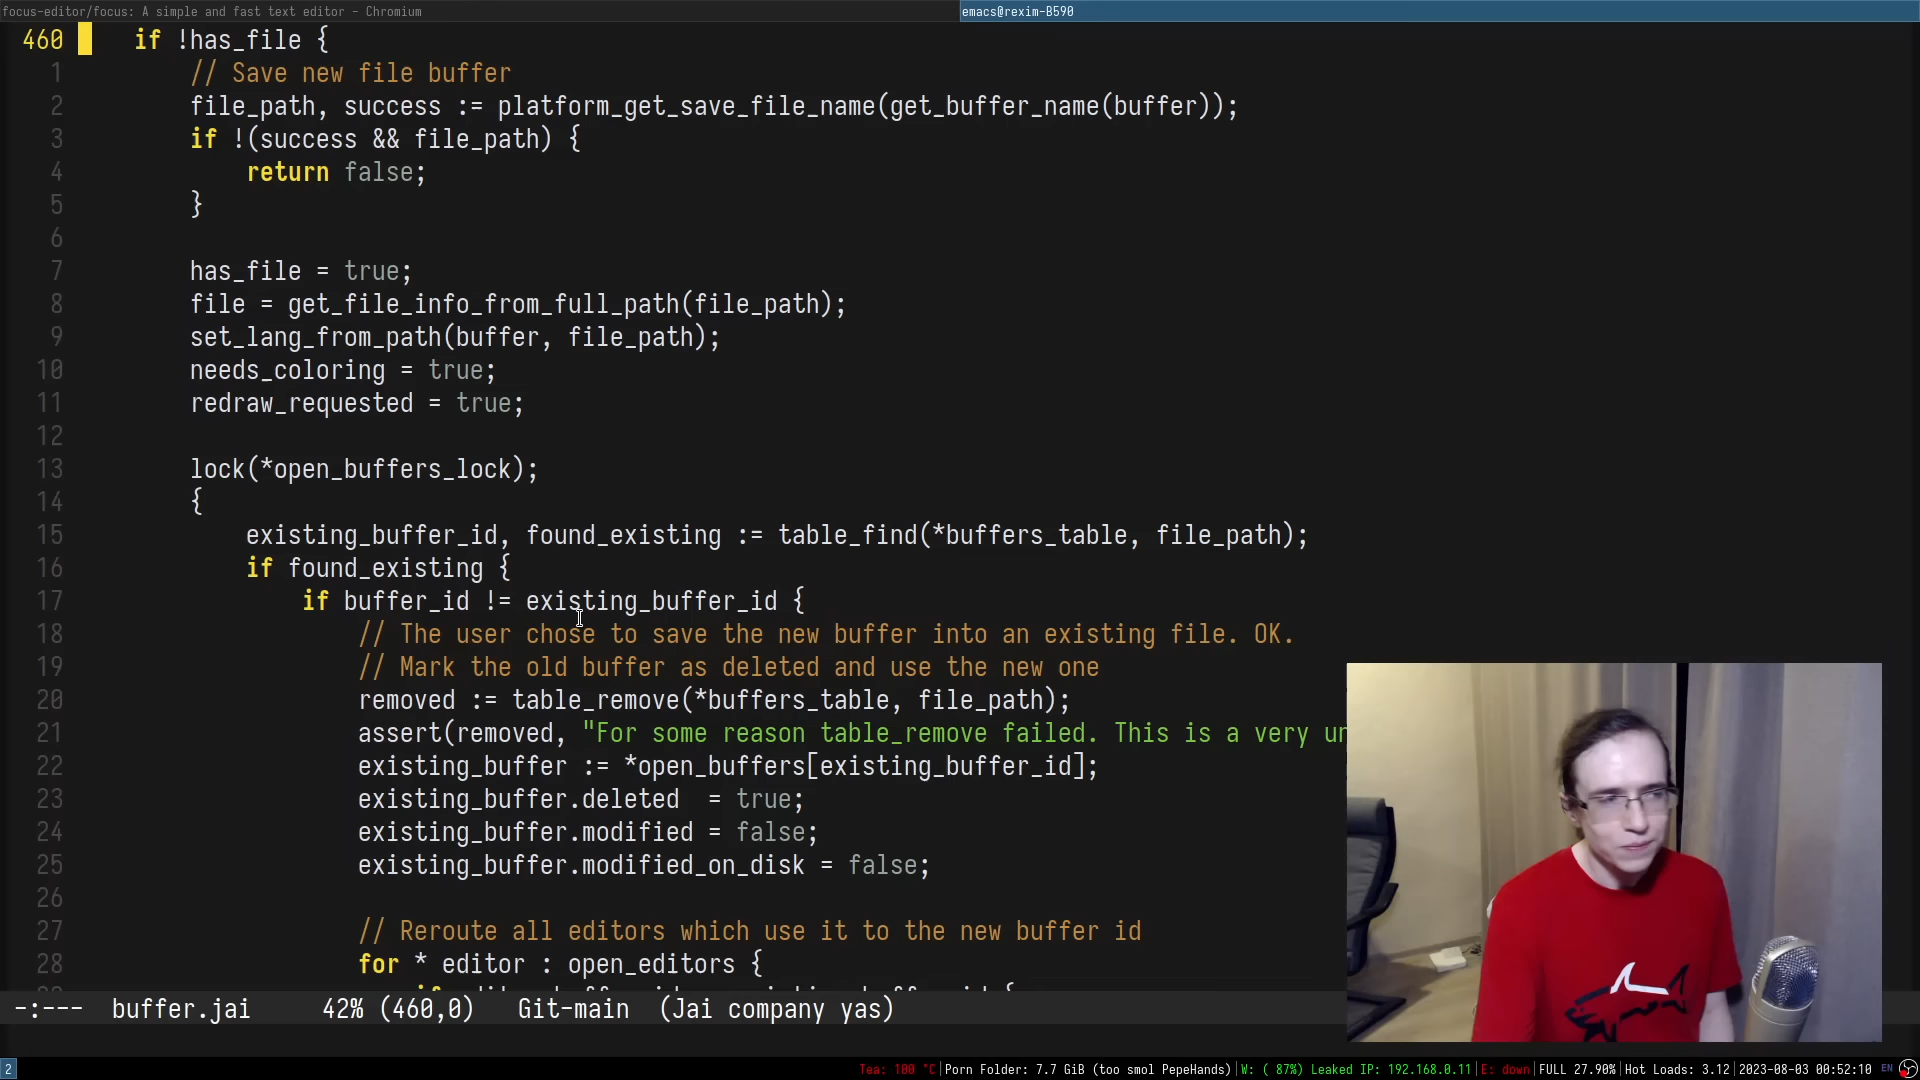 focus-editor/focus: A simple and fast text editor - Chromium
emacs@rexim-B590
460 if !has_file {
1 // Save new file buffer
2 file_path, success := platform_get_save_file_name(get_buffer_name(buffer));
3 if !(success && file_path) {
4 return false;
5 }
6
7 has_file = true;
8 file = get_file_info_from_full_path(file_path);
9 set_lang_from_path(buffer, file_path);
10 needs_coloring = true;
11 redraw_requested = true;
12
13 lock(*open_buffers_lock);
14 {
15 existing_buffer_id, found_existing := table_find(*buffers_table, file_path);
16 if found_existing {
17 if buffer_id != existing_buffer_id {
18 // The user chose to save the new buffer into an existing file. OK.
19 // Mark the old buffer as deleted and use the new one
20 removed := table_remove(*buffers_table, file_path);
21 assert(removed, "For some reason table_remove failed. This is a very
22 existing_buffer := *open_buffers[existing_buffer_id];
23 existing_buffer.deleted  = true;
24 existing_buffer.modified = false;
25 existing_buffer.modified_on_disk = false;
26
27 // Reroute all editors which use it to the new buffer id
28 for * editor : open_editors {
-:--- buffer.jai 42% (460,0) Git-main (Jai company yas)
2 Tea: 100 °C|Porn Folder: 7.7 GiB (too smol PepeHands)|W: ( 87%) Leaked IP: 192.168.0.11|E: down|FULL 27.90%|Hot Loads: 3.12|2023-08-03 00:52:10 EN